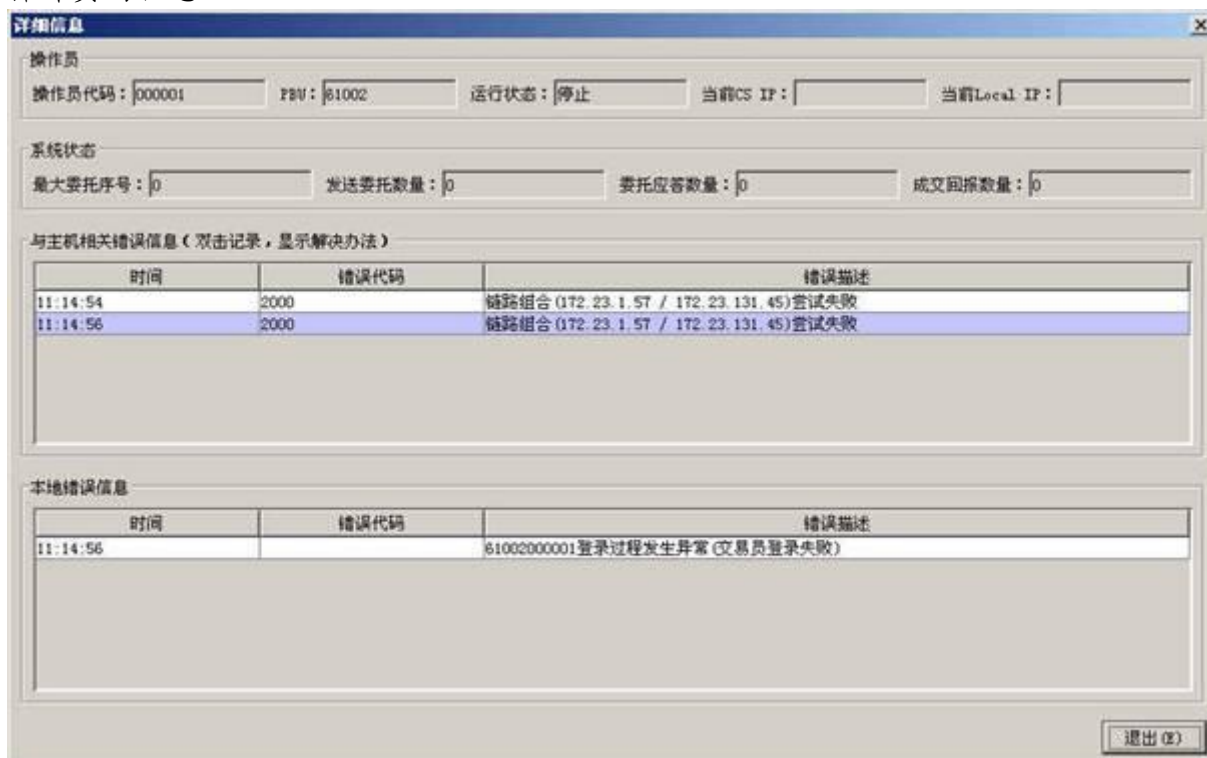 详细信息
操作员
操作员代码：000001 PBU：61002 运行状态：停止 当前CS IP： 当前Local IP：
系统状态
最大委托序号：0 发送委托数量：0 委托应答数量：0 成交回报数量：0
与主机相关错误信息(双击记录，显示解决办法)
时间 错误代码 错误描述
11:14:54 2000 链路组合(172.23.1.57 / 172.23.131.45)尝试失败
11:14:56 2000 链路组合(172.23.1.57 / 172.23.131.45)尝试失败
本地错误信息
时间 错误代码 错误描述
11:14:56 61002000001登录过程发生异常(交易员登录失败)
退出(E)